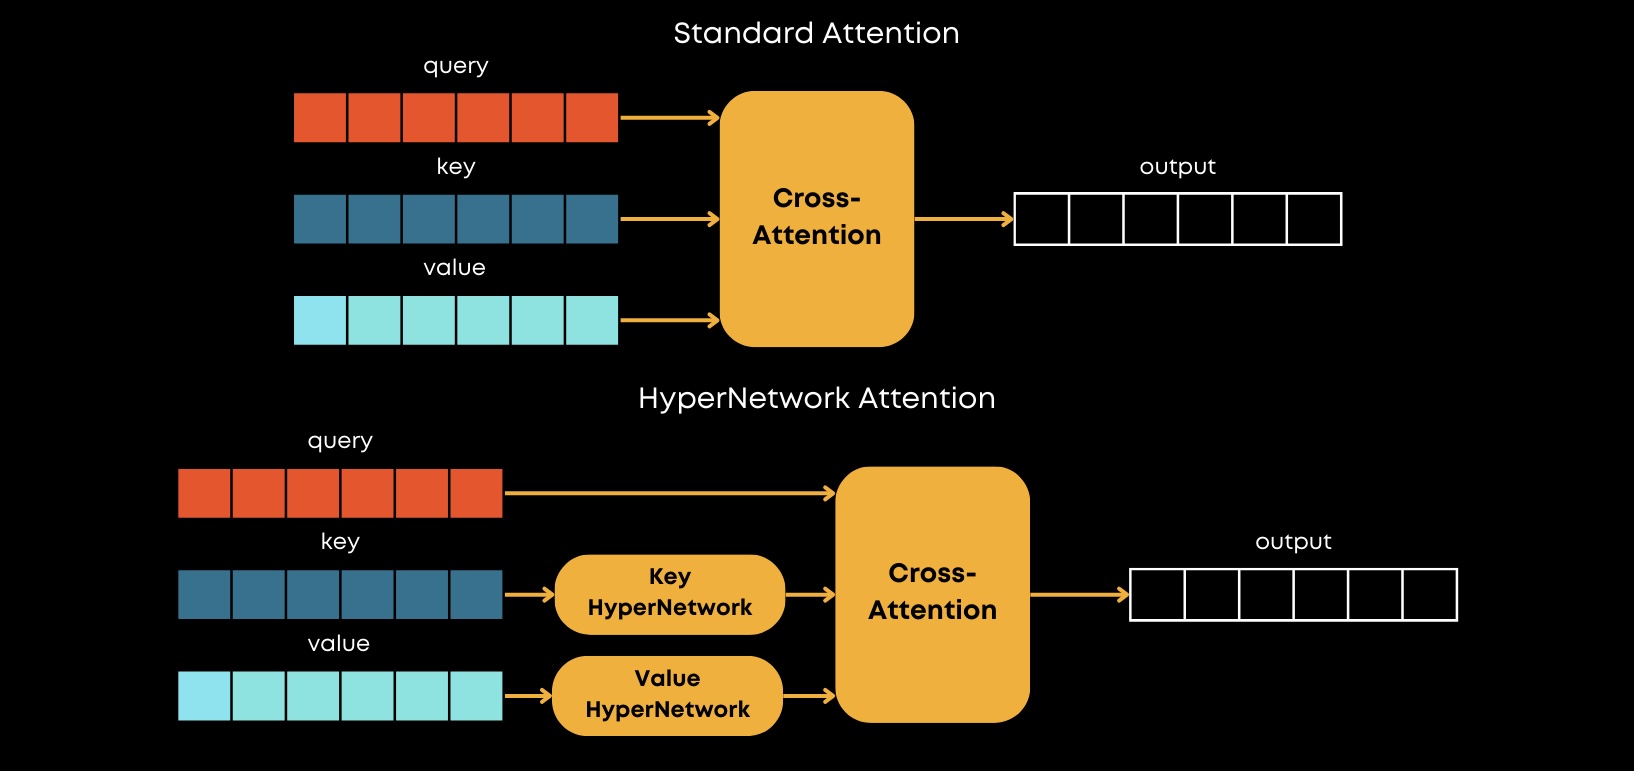 Standard Attention
query
key
value
Cross-
Attention
output
HyperNetwork Attention
query
key
Key
HyperNetwork
value
Value
HyperNetwork
Cross-
Attention
output